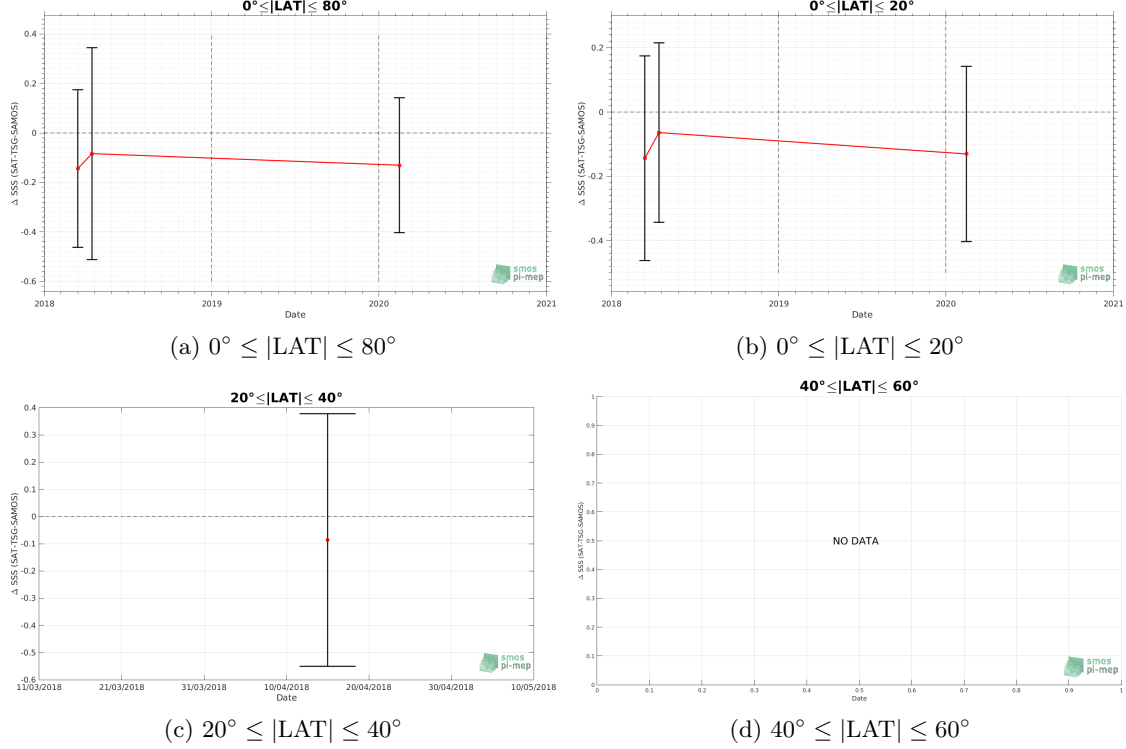 0°≤|LAT|≤ 80°
0.4
0.2
0
-0.2
-0.4
-0.6
Δ SSS (SAT-TSG-SAMOS)
2018
2019
2020
2021
Date
smos
pi-mep
(a) 0° ≤ |LAT| ≤ 80°
0°≤|LAT|≤ 20°
0.2
0
-0.2
-0.4
Δ SSS (SAT-TSG-SAMOS)
2018
2019
2020
2021
Date
smos
pi-mep
(b) 0° ≤ |LAT| ≤ 20°
20°≤|LAT|≤ 40°
0.4
0.3
0.2
0.1
0
-0.1
-0.2
-0.3
-0.4
-0.5
-0.6
Δ SSS (SAT-TSG-SAMOS)
11/03/2018
21/03/2018
31/03/2018
10/04/2018
20/04/2018
30/04/2018
10/05/2018
Date
smos
pi-mep
(c) 20° ≤ |LAT| ≤ 40°
40°≤|LAT|≤ 60°
1
0.9
0.8
0.7
0.6
0.5
0.4
0.3
0.2
0.1
0
Δ SSS (SAT-TSG-SAMOS)
NO DATA
0
0.1
0.2
0.3
0.4
0.5
0.6
0.7
0.8
0.9
1
Date
smos
pi-mep
(d) 40° ≤ |LAT| ≤ 60°